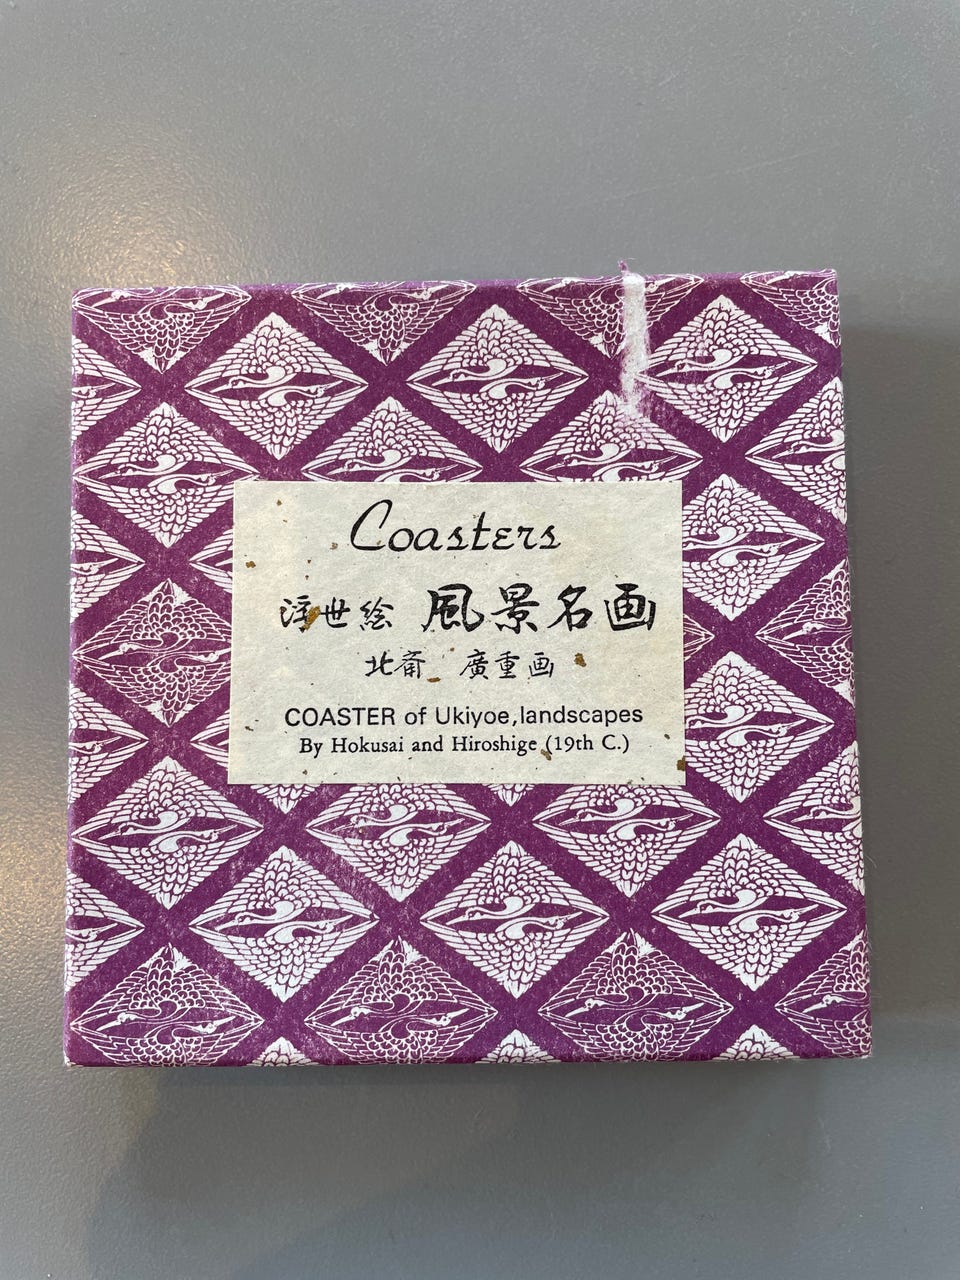 Coasters
浮世絵 風景名画
北斎 廣重画
COASTER of Ukiyoe,landscapes
By Hokusai and Hiroshige (19th C.)